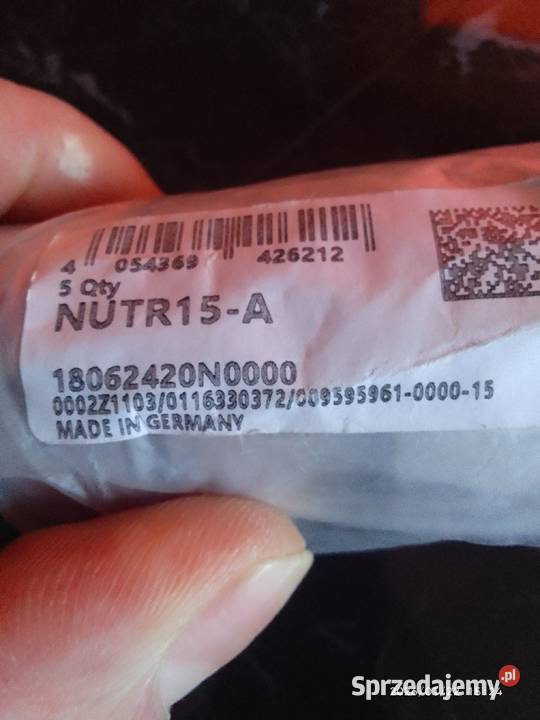 4 054369 426212
5 Qty
NUTR15-A
18062420N0000
0002Z1103/0116330372/009595961-0000-15
MADE IN GERMANY
Sprzedajemy.pl